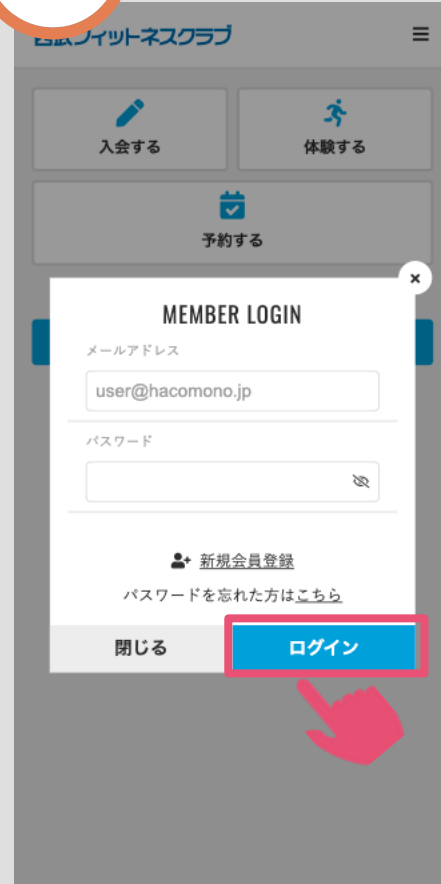 西武フィットネスクラブ
入会する
体験する
予約する
MEMBER LOGIN
メールアドレス
user@hacomono.jp
パスワード
新規会員登録
パスワードを忘れた方はこちら
閉じる
ログイン